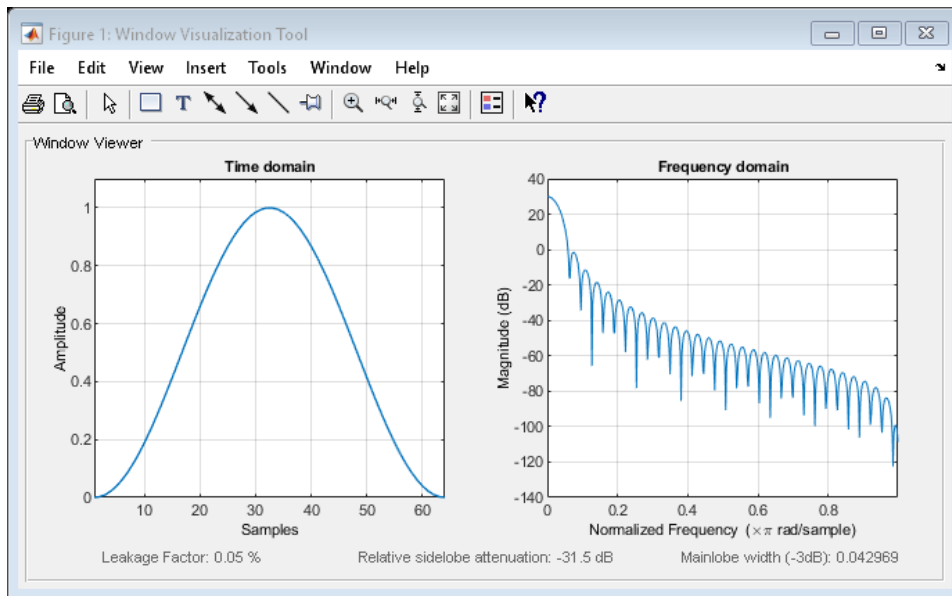 Figure 1: Window Visualization Tool
File Edit View Insert Tools Window Help
T
Window Viewer
Time domain
1
0.8
0.6
0.4
0.2
0
Amplitude
10 20 30 40 50 60
Samples
Frequency domain
40
20
0
-20
-40
-60
-80
-100
-120
-140
Magnitude (dB)
0 0.2 0.4 0.6 0.8
Normalized Frequency (×π rad/sample)
Leakage Factor: 0.05 % Relative sidelobe attenuation: -31.5 dB Mainlobe width (-3dB): 0.042969